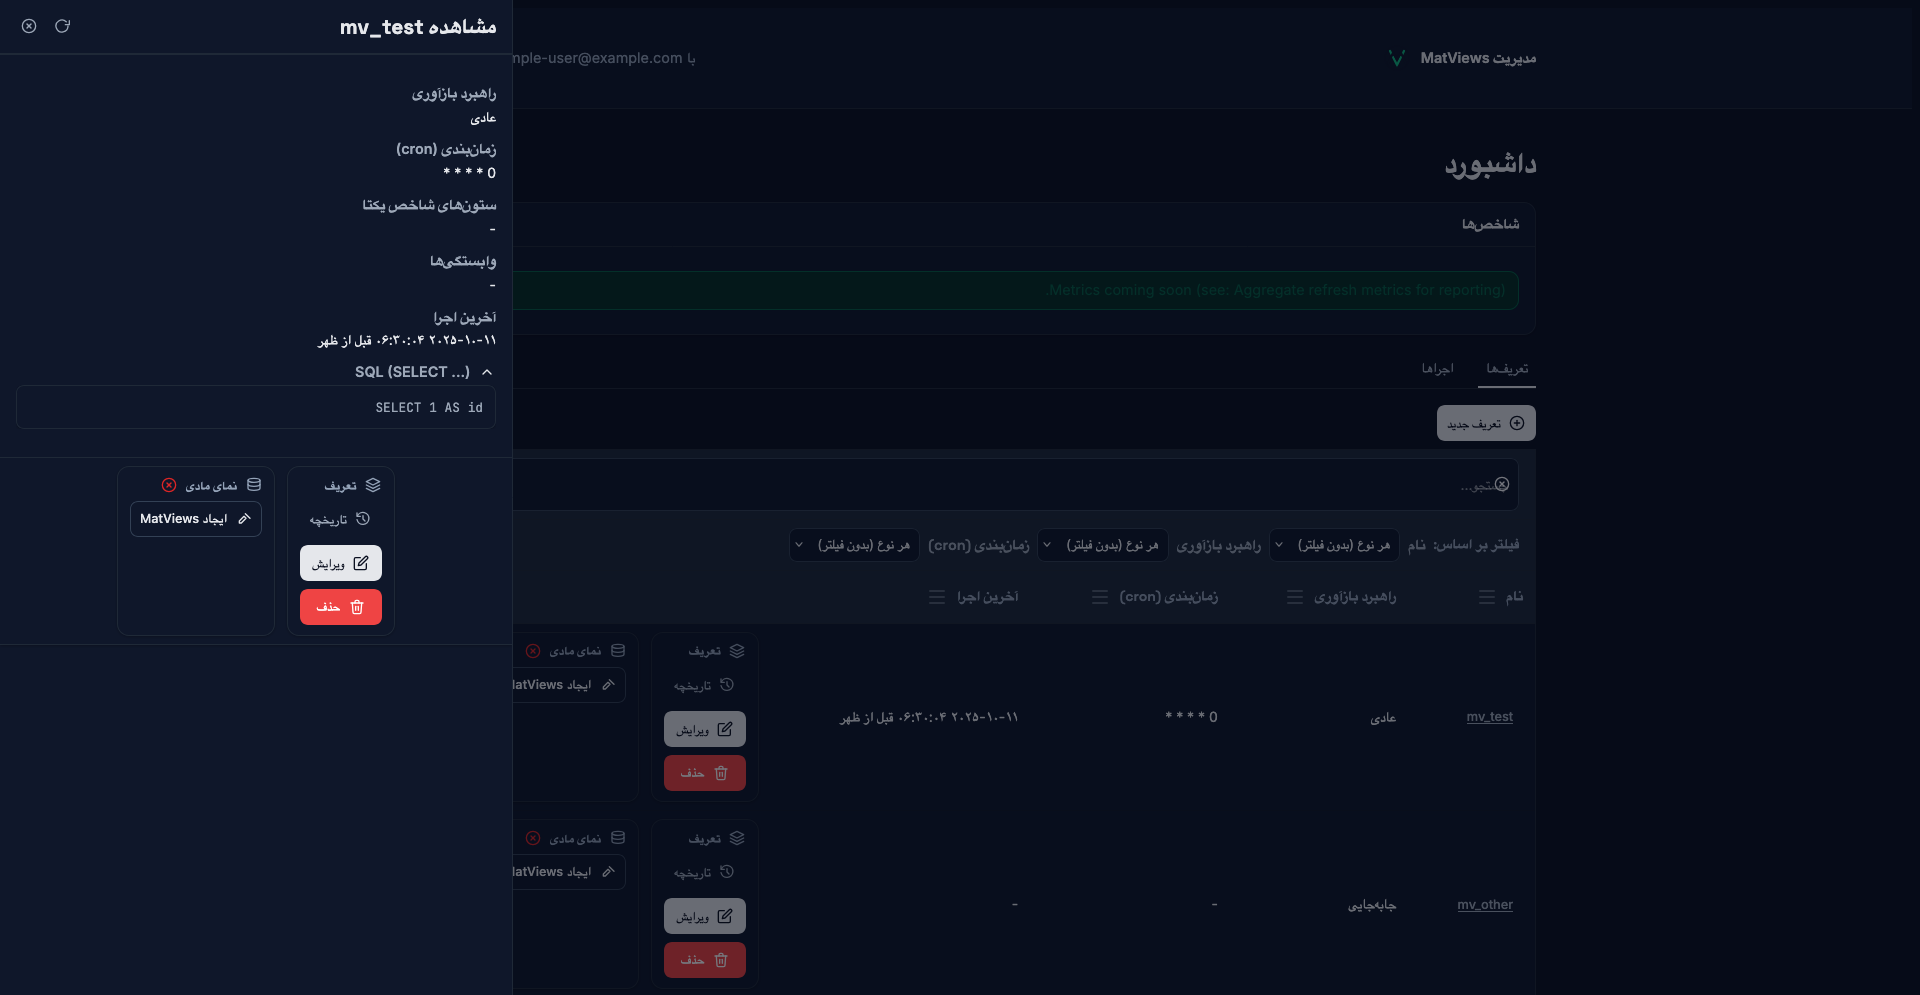 مشاهده mv_test
راهبرد بازآوری
عادی
زمان‌بندی (cron)
0 * * * *
ستون‌های شاخص یکتا
-
وابستگی‌ها
-
آخرین اجرا
۲۰۲۵-۱۰-۱۱ ۰۶:۳۰:۰۴ قبل از ظهر
SQL (SELECT ...)
SELECT 1 AS id
تعریف
تاریخچه
ویرایش
حذف
نمای مادی
ایجاد MatViews
مدیریت MatViews
با mple-user@example.com
داشبورد
شاخص‌ها
Metrics coming soon (see: Aggregate refresh metrics for reporting).
تعریف‌ها
اجراها
تعریف جدید
فیلتر بر اساس: نام هر نوع (بدون فیلتر) راهبرد بازآوری هر نوع (بدون فیلتر) زمان‌بندی (cron) هر نوع (بدون فیلتر)
نام راهبرد بازآوری زمان‌بندی (cron) آخرین اجرا
mv_test عادی 0 * * * * ۲۰۲۵-۱۰-۱۱ ۰۶:۳۰:۰۴ قبل از ظهر
تعریف
تاریخچه
ویرایش
حذف
نمای مادی
ایجاد latViews
mv_other جابه‌جایی - -
تعریف
تاریخچه
ویرایش
حذف
نمای مادی
ایجاد latViews